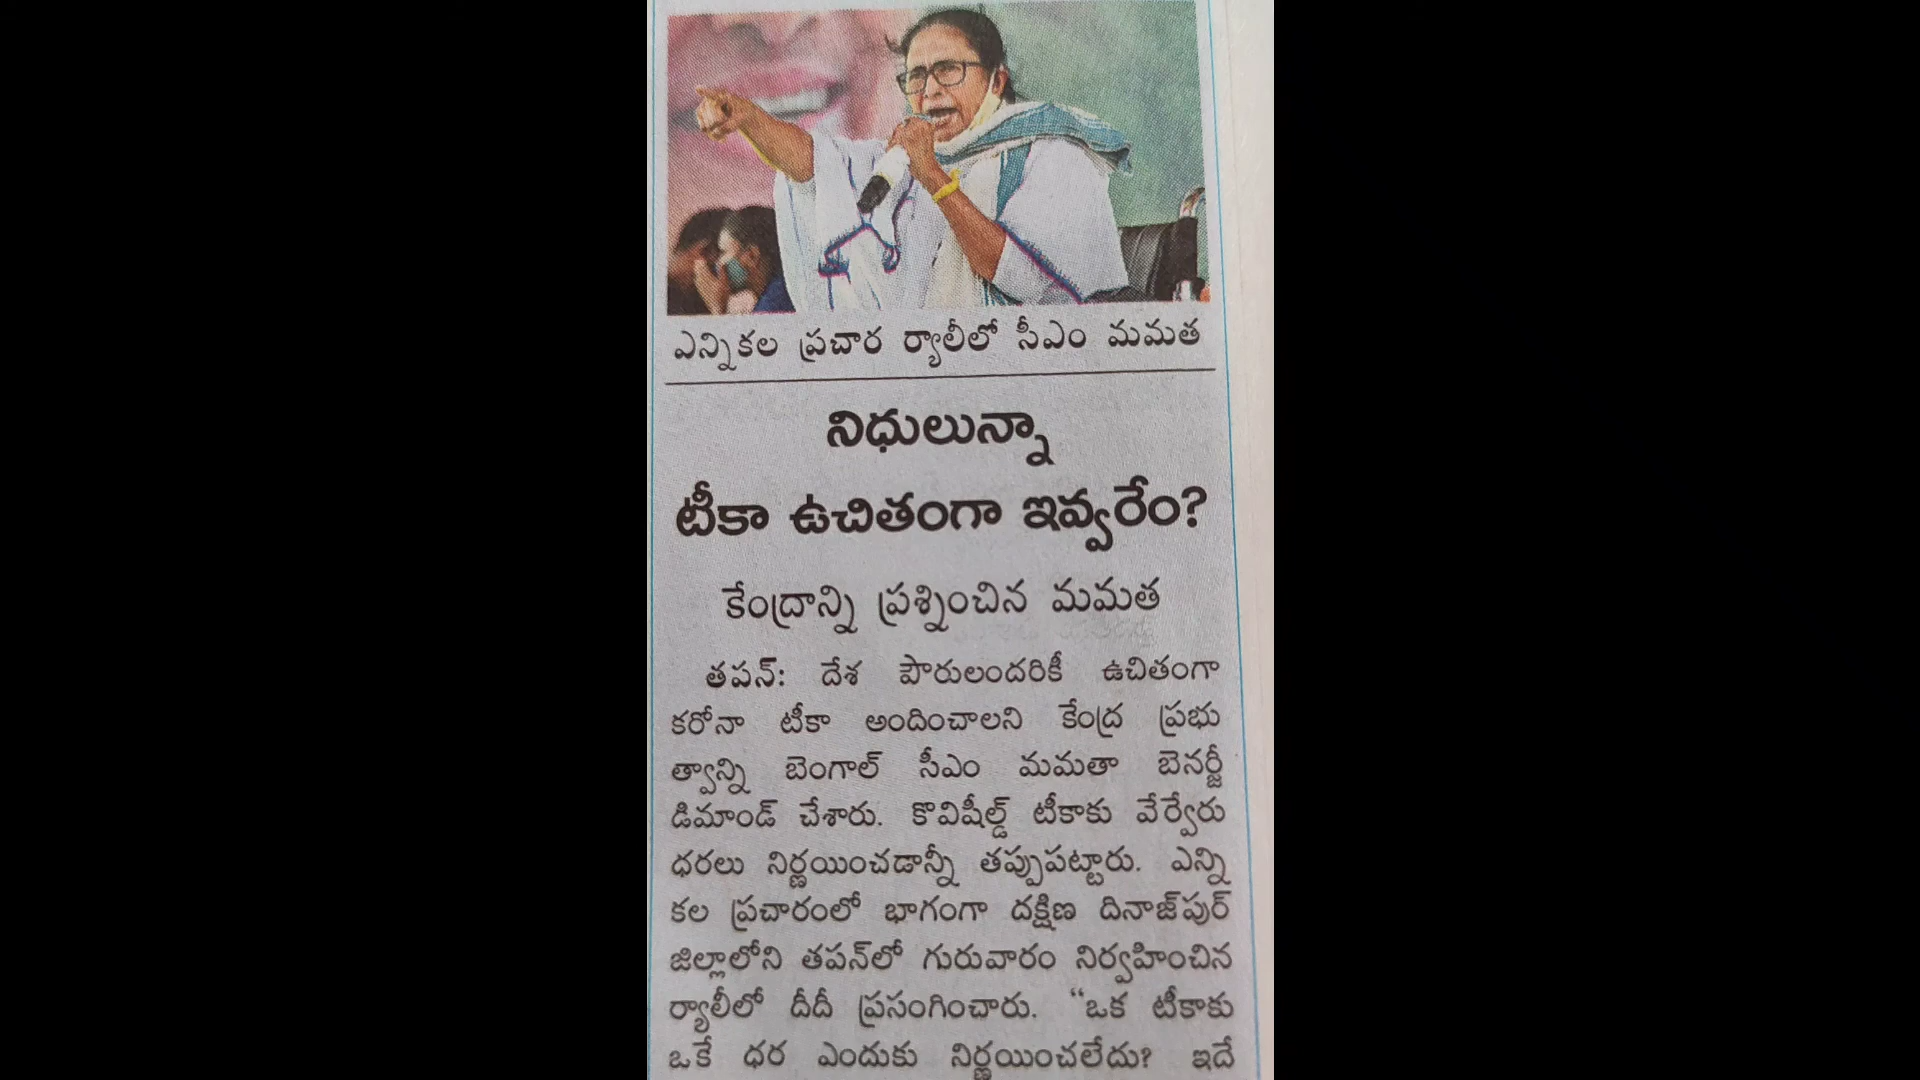 ఎన్నికల ప్రచార ర్యాలీలో సీఎం మమత
నిధులున్నా
టీకా ఉచితంగా ఇవ్వరేం?
కేంద్రాన్ని ప్రశ్నించిన మమత
తపన్: దేశ పౌరులందరికీ ఉచితంగా
కరోనా టీకా అందించాలని కేంద్ర ప్రభు
త్వాన్ని బెంగాల్ సీఎం మమతా బెనర్జీ
డిమాండ్ చేశారు. కొవిషీల్డ్ టీకాకు వేర్వేరు
ధరలు నిర్ణయించడాన్నీ తప్పుపట్టారు. ఎన్ని
కల ప్రచారంలో భాగంగా దక్షిణ దినాజ్‌పుర్
జిల్లాలోని తపన్‌లో గురువారం నిర్వహించిన
ర్యాలీలో దీదీ ప్రసంగించారు. “ఒక టీకాకు
ఒకే ధర ఎందుకు నిర్ణయించలేదు? ఇదే